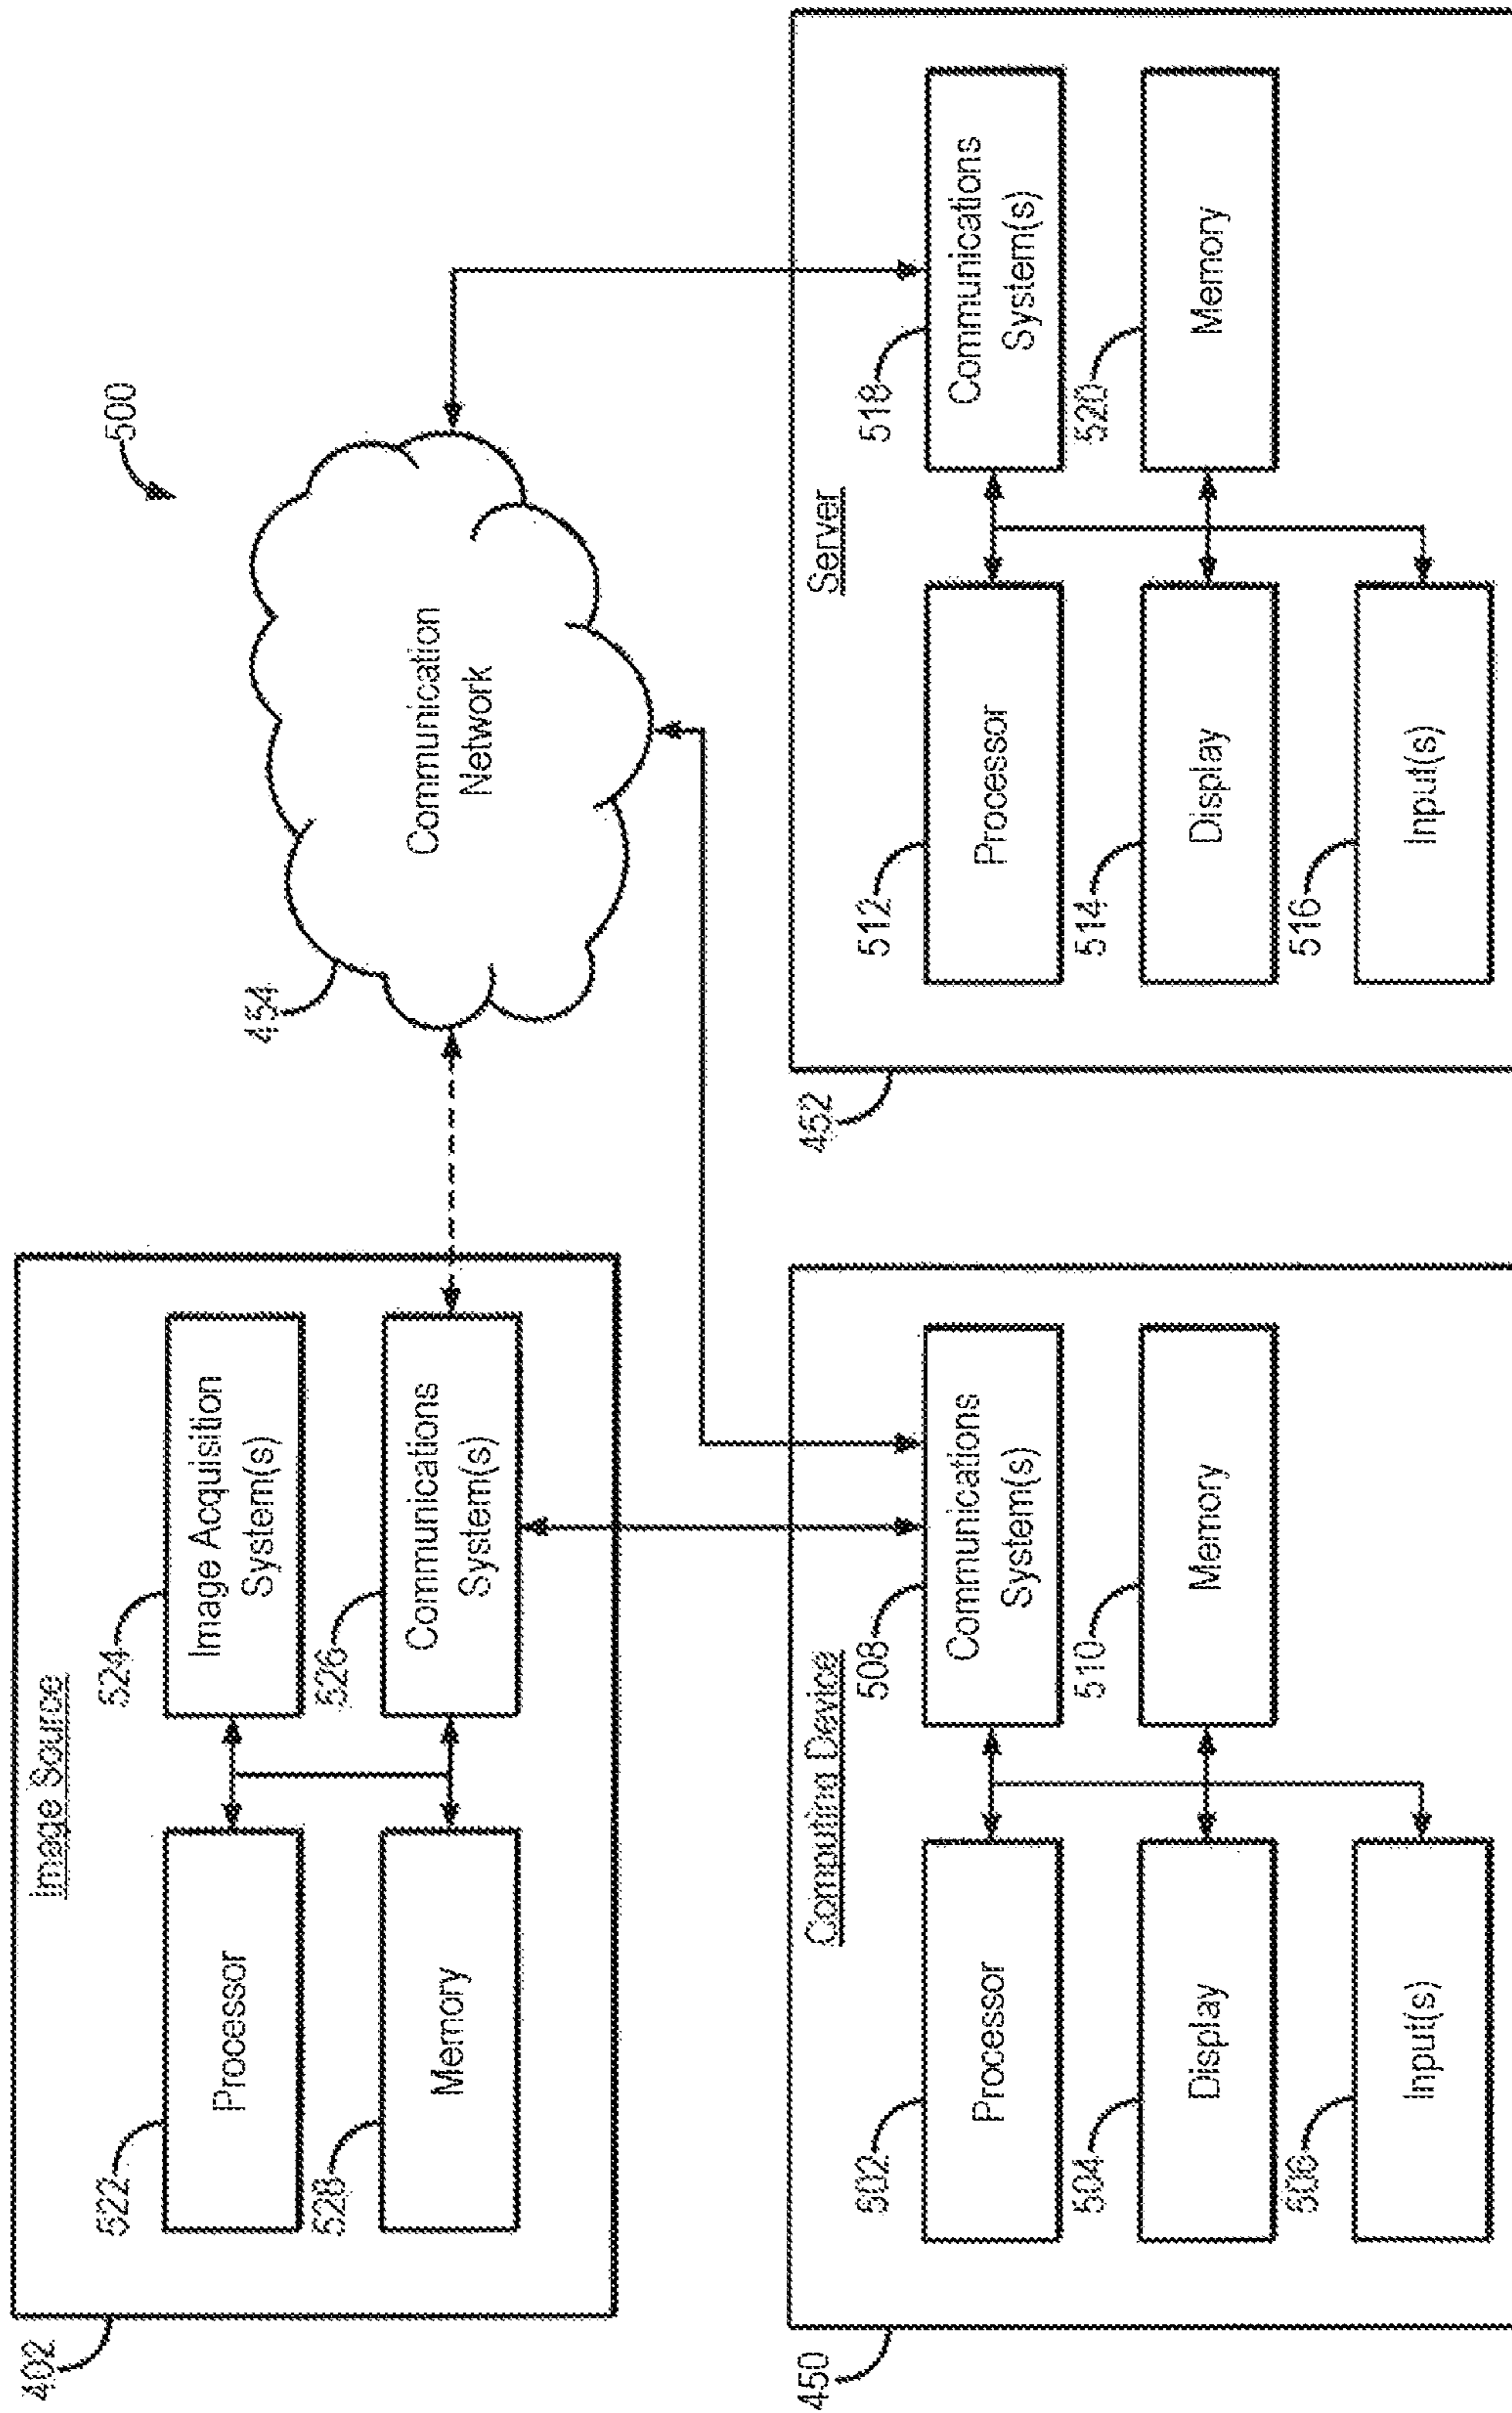 500
402
Image Source
522
Processor
524
Image Acquisition
System(s)
528
Memory
526
Communications
System(s)
454
Communication
Network
450
Computing Device
502
Processor
508
Communications
System(s)
504
Display
510
Memory
506
Input(s)
452
Server
512
Processor
518
Communications
System(s)
514
Display
520
Memory
516
Input(s)